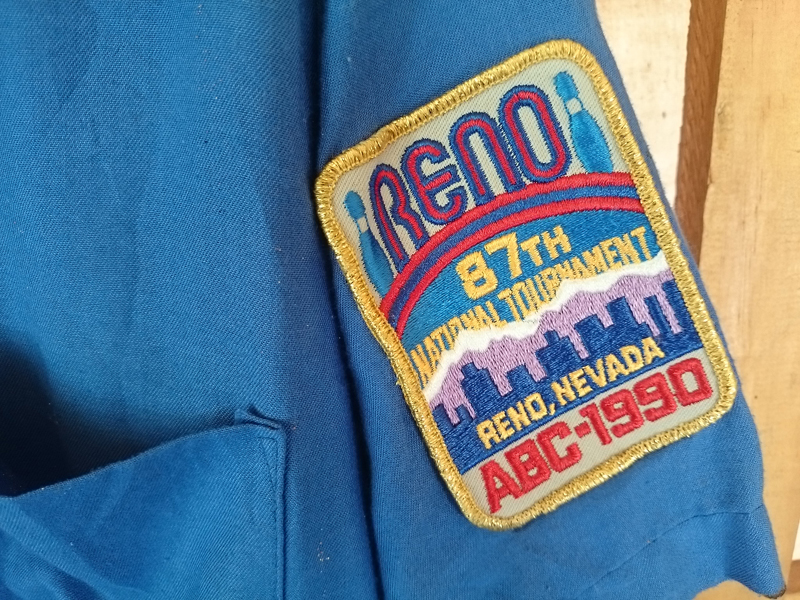 RENO
87TH
NATIONAL TOURNAMENT
RENO, NEVADA
ABC-1990